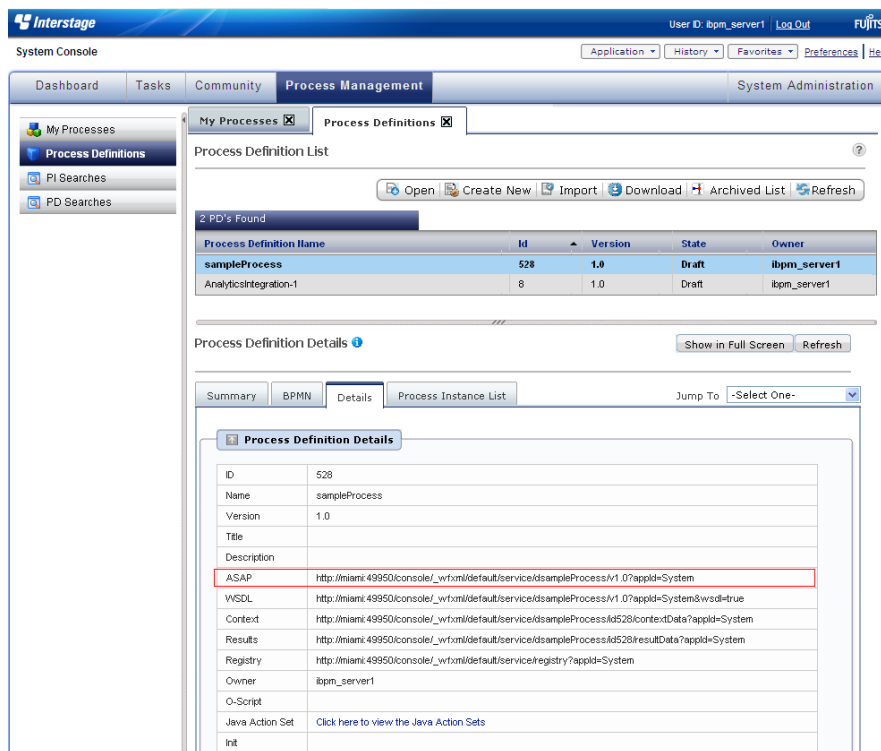 Interstage
User ID: ibpm_server1 Log Out
System Console
Application History Favorites Preferences
Dashboard Tasks Community Process Management System Administration
My Processes
Process Definitions
PI Searches
PD Searches
My Processes Process Definitions
Process Definition List
?
Open Create New Import Download Archived List Refresh
2 PD's Found
Process Definition Name Id Version State Owner
sampleProcess 528 1.0 Draft ibpm_server1
AnalyticsIntegration-1 8 1.0 Draft ibpm_server1
Process Definition Details
Show in Full Screen Refresh
Summary BPMN Details Process Instance List Jump To -Select One-
Process Definition Details
ID 528
Name sampleProcess
Version 1.0
Title
Description
ASAP http://miami:49950/console/_wfxml/default/service/dsampleProcess/v1.0?appId=System
WSDL http://miami:49950/console/_wfxml/default/service/dsampleProcess/v1.0?appId=System&wsdl=true
Context http://miami:49950/console/_wfxml/default/service/dsampleProcess/id528/contextData?appId=System
Results http://miami:49950/console/_wfxml/default/service/dsampleProcess/id528/resultData?appId=System
Registry http://miami:49950/console/_wfxml/default/service/registry?appId=System
Owner ibpm_server1
O-Script
Java Action Set Click here to view the Java Action Sets
Init